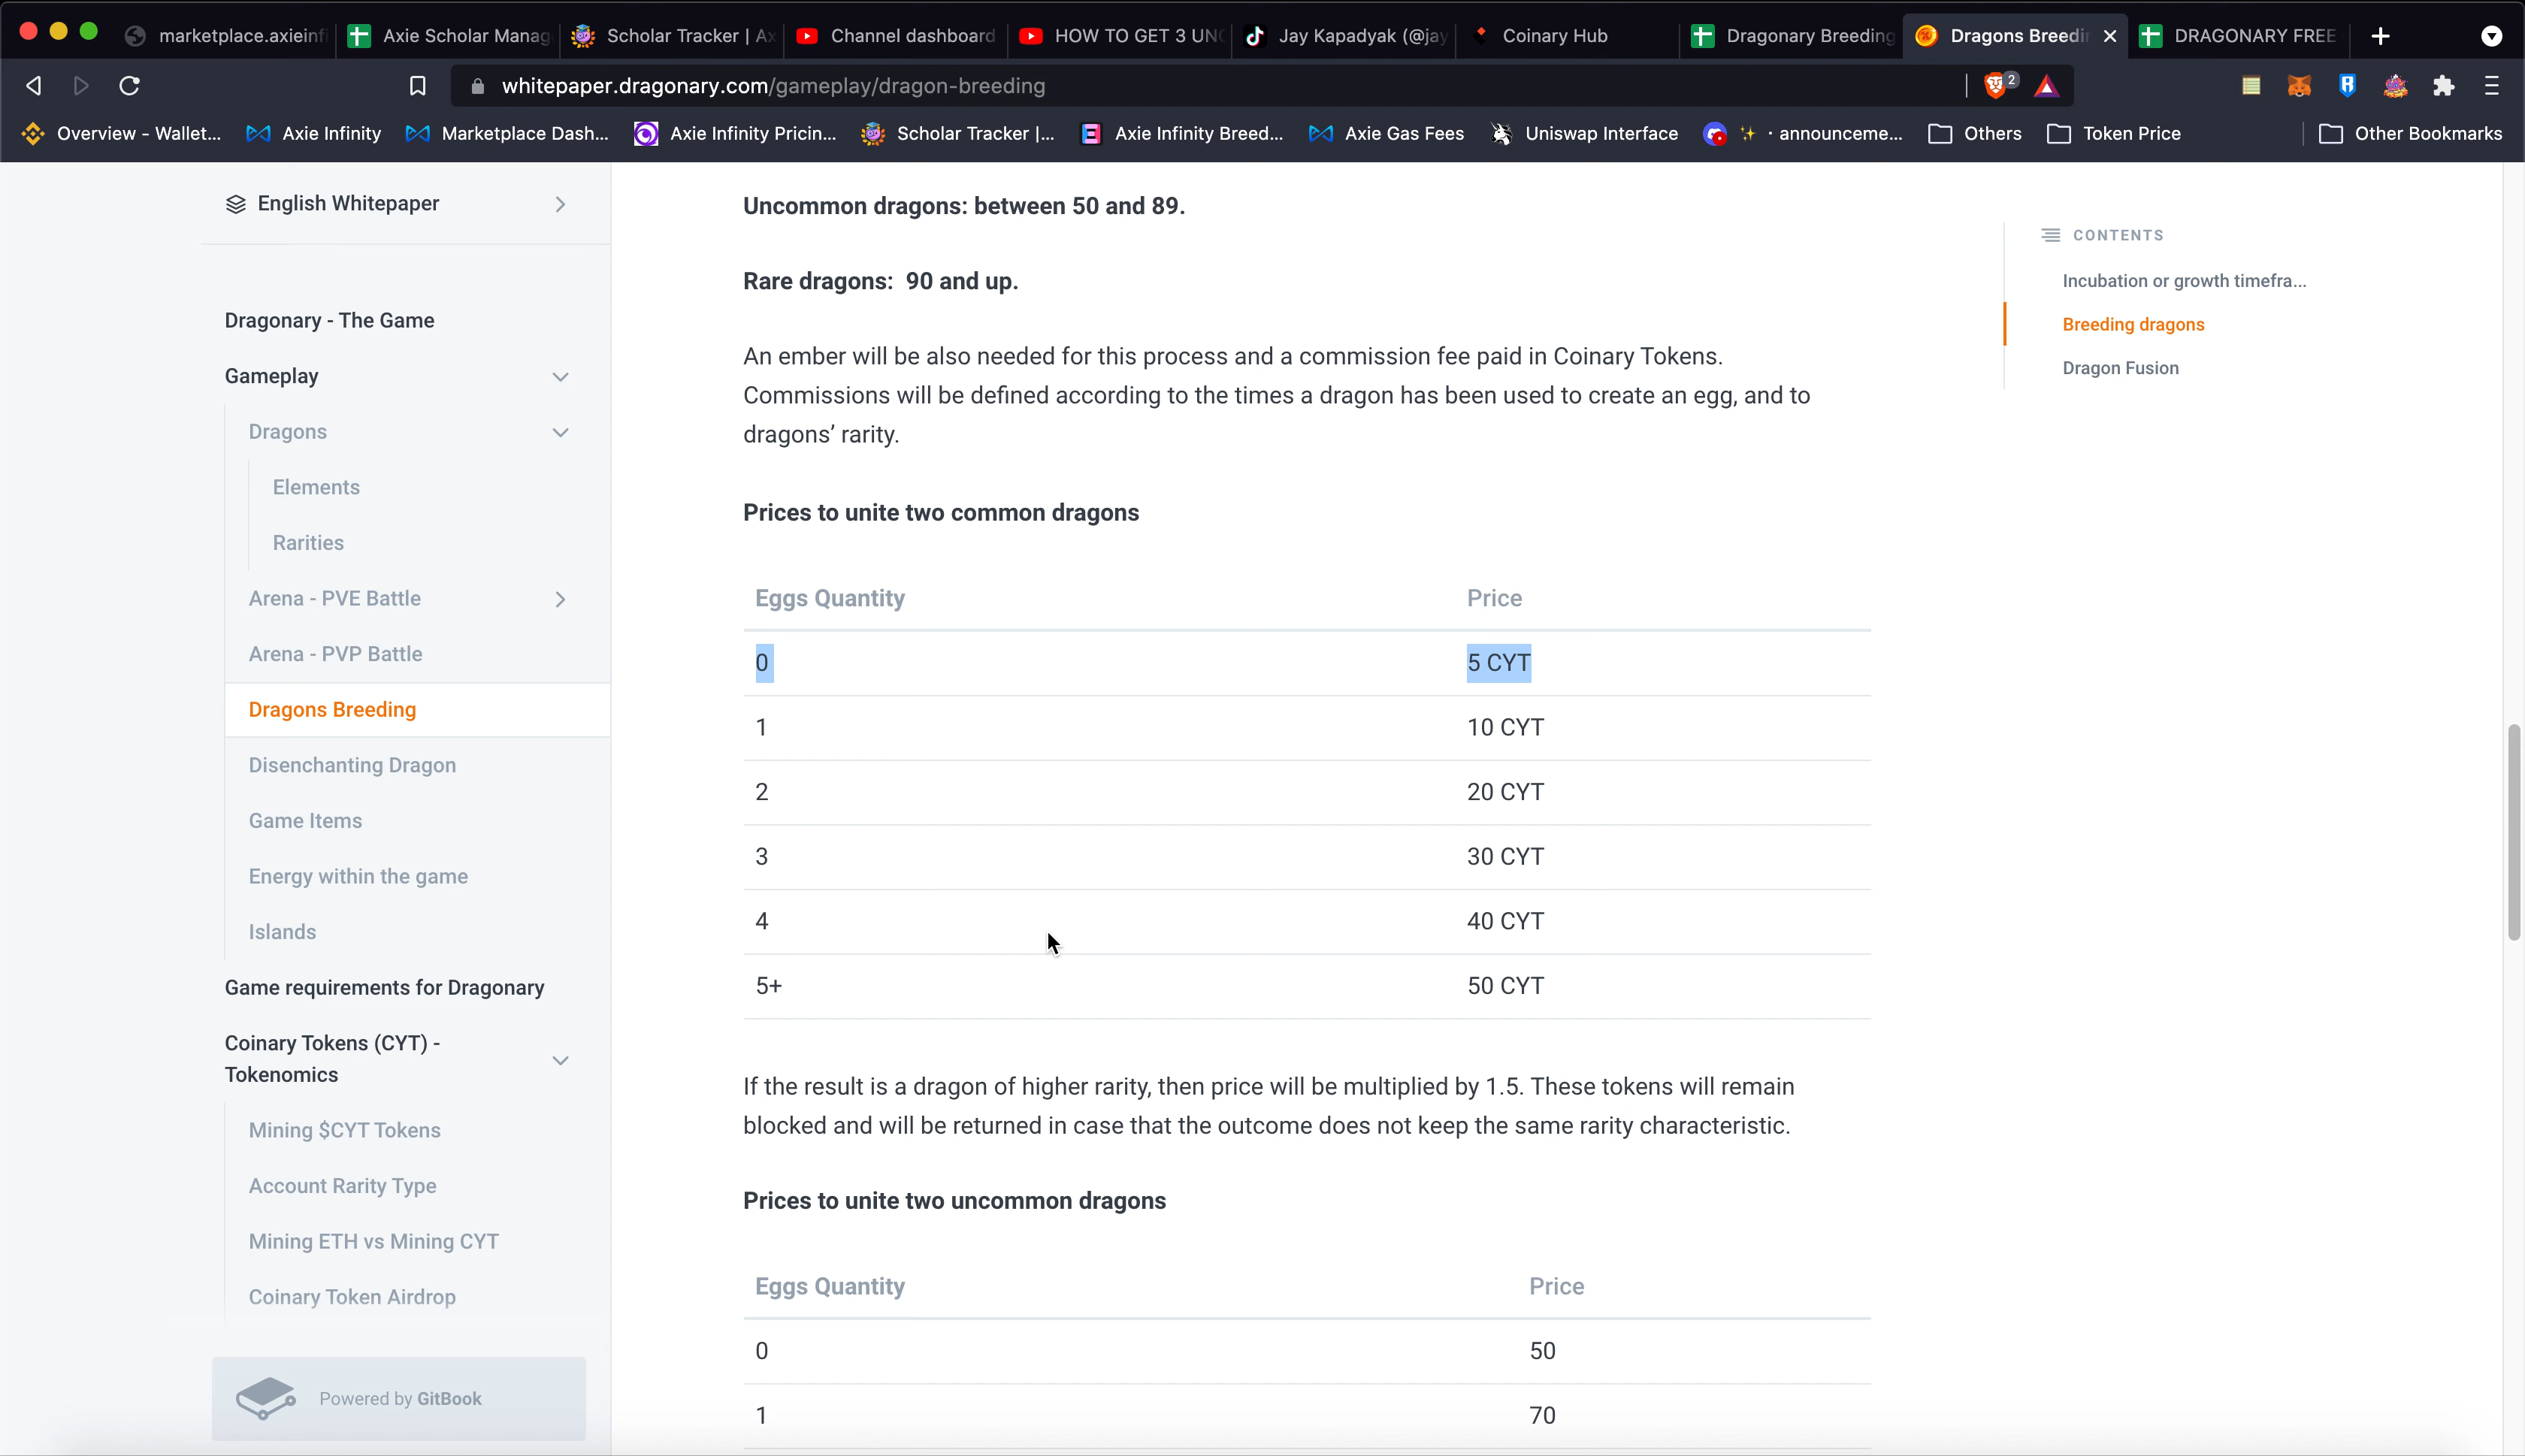 marketplace.axieinfi
Axie Scholar Manag
Scholar Tracker | Ax
Channel dashboard
HOW TO GET 3 UNC
Jay Kapadyak (@jay
Coinary Hub
Dragonary Breeding
Dragons Breedin
DRAGONARY FREE
whitepaper.dragonary.com/gameplay/dragon-breeding
2
Overview - Wallet...
Axie Infinity
Marketplace Dash...
Axie Infinity Pricin...
Scholar Tracker |...
Axie Infinity Breed...
Axie Gas Fees
Uniswap Interface
· announceme...
Others
Token Price
Other Bookmarks
English Whitepaper
Dragonary - The Game
Gameplay
Dragons
Elements
Rarities
Arena - PVE Battle
Arena - PVP Battle
Dragons Breeding
Disenchanting Dragon
Game Items
Energy within the game
Islands
Game requirements for Dragonary
Coinary Tokens (CYT) -
Tokenomics
Mining $CYT Tokens
Account Rarity Type
Mining ETH vs Mining CYT
Coinary Token Airdrop
Powered by GitBook
Uncommon dragons: between 50 and 89.
Rare dragons: 90 and up.
An ember will be also needed for this process and a commission fee paid in Coinary Tokens.
Commissions will be defined according to the times a dragon has been used to create an egg, and to
dragons’ rarity.
Prices to unite two common dragons
Eggs Quantity Price
0 5 CYT
1 10 CYT
2 20 CYT
3 30 CYT
4 40 CYT
5+ 50 CYT
If the result is a dragon of higher rarity, then price will be multiplied by 1.5. These tokens will remain
blocked and will be returned in case that the outcome does not keep the same rarity characteristic.
Prices to unite two uncommon dragons
Eggs Quantity Price
0 50
1 70
CONTENTS
Incubation or growth timefra...
Breeding dragons
Dragon Fusion